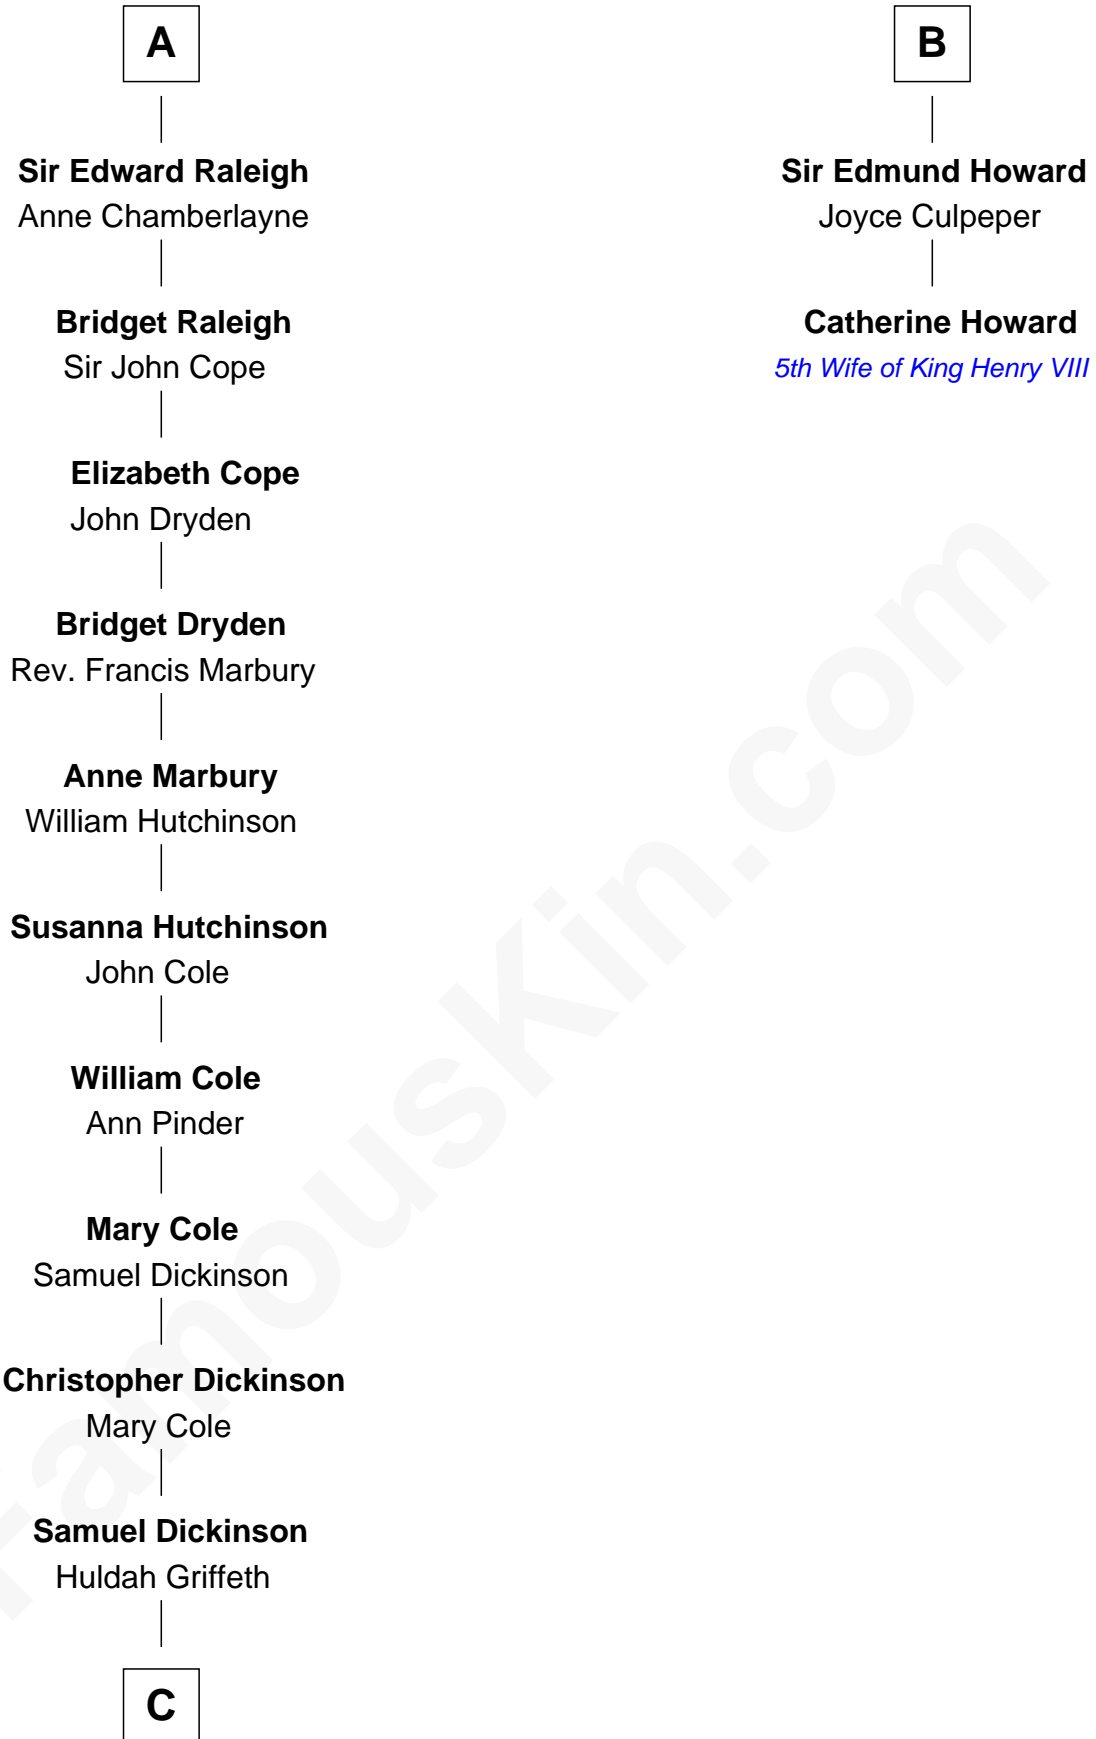 A
Sir Edward Raleigh
Anne Chamberlayne
Bridget Raleigh
Sir John Cope
Elizabeth Cope
John Dryden
Bridget Dryden
Rev. Francis Marbury
Anne Marbury
William Hutchinson
Susanna Hutchinson
John Cole
William Cole
Ann Pinder
Mary Cole
Samuel Dickinson
Christopher Dickinson
Mary Cole
Samuel Dickinson
Huldah Griffeth
C
B
Sir Edmund Howard
Joyce Culpeper
Catherine Howard
5th Wife of King Henry VIII
FamousKin.com